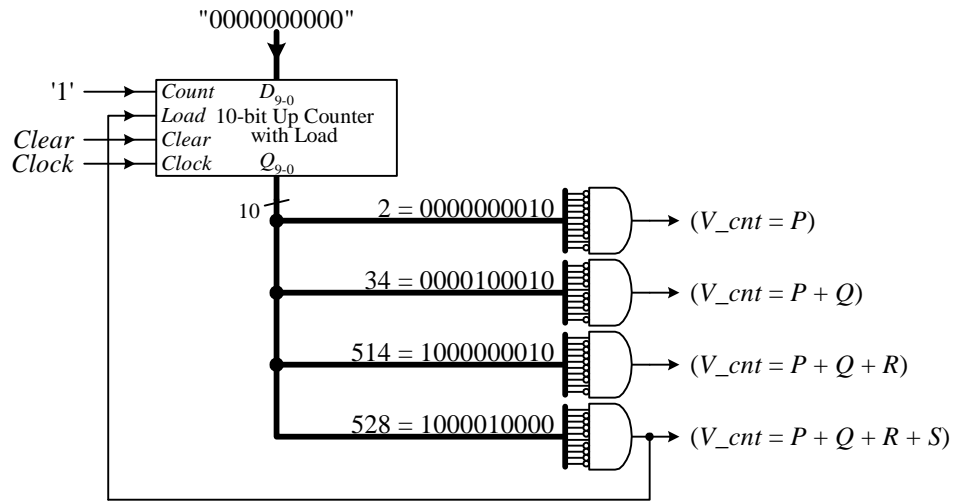 "0000000000"
'1'
Count
D9-0
Load
10-bit Up Counter
with Load
Clear
Clear
Clock
Clock
Q9-0
10
2 = 0000000010
(V_cnt = P)
34 = 0000100010
(V_cnt = P + Q)
514 = 1000000010
(V_cnt = P + Q + R)
528 = 1000010000
(V_cnt = P + Q + R + S)